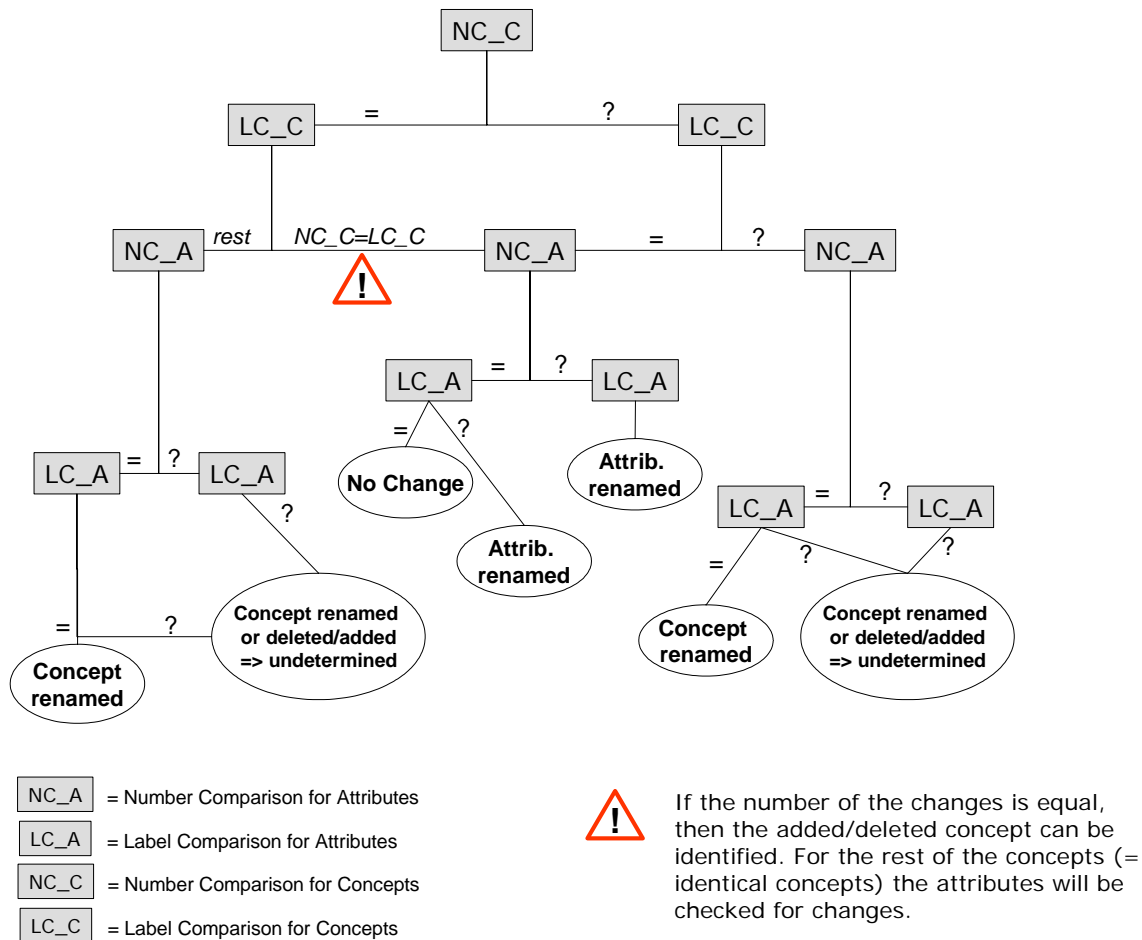 NC_C
= ?
LC_C LC_C
NC_A rest NC_C=LC_C NC_A = ? NC_A
!
= ?
LC_A LC_A
= ?
No Change
Attrib.
renamed
Attrib.
renamed
= ?
LC_A LC_A
?
= ?
Concept renamed
or deleted/added
=> undetermined
Concept
renamed
= ?
LC_A LC_A
= ? ?
Concept
renamed
Concept renamed
or deleted/added
=> undetermined
NC_A = Number Comparison for Attributes
LC_A = Label Comparison for Attributes
NC_C = Number Comparison for Concepts
LC_C = Label Comparison for Concepts
!
If the number of the changes is equal,
then the added/deleted concept can be
identified. For the rest of the concepts (=
identical concepts) the attributes will be
checked for changes.